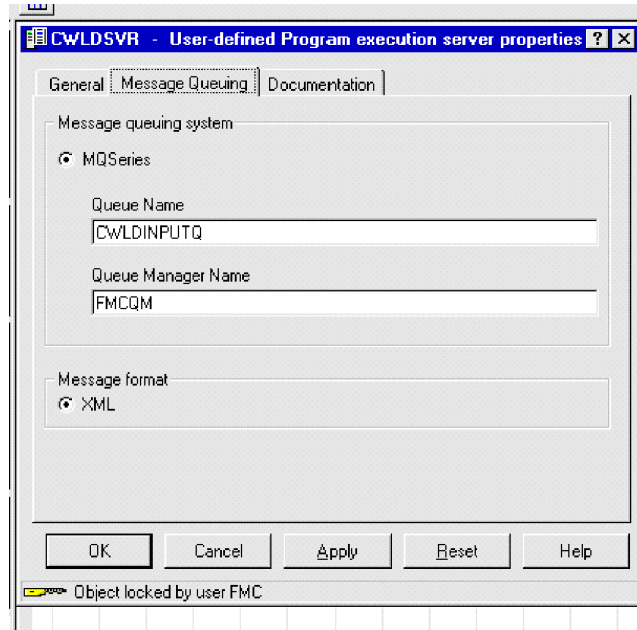 CWLDSVR - User-defined Program execution server properties ? X
General Message Queuing Documentation
Message queuing system
MQSeries
Queue Name
CWLDINPUTQ
Queue Manager Name
FMCQM
Message format
XML
OK Cancel Apply Reset Help
Object locked by user FMC